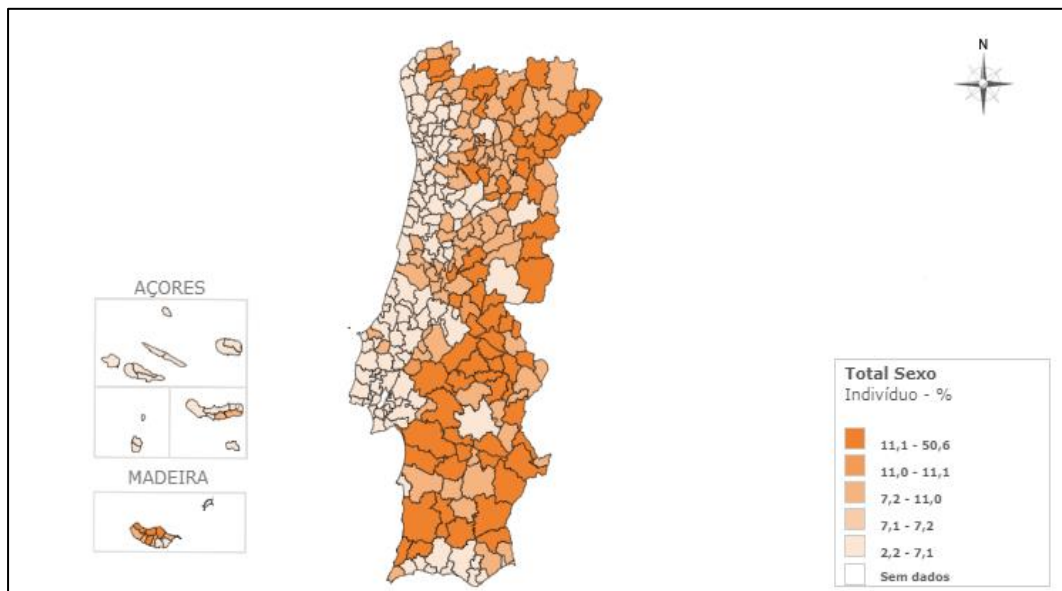 N
AÇORES
MADEIRA
Total Sexo
Indivíduo - %
11,1 - 50,6
11,0 - 11,1
7,2 - 11,0
7,1 - 7,2
2,2 - 7,1
Sem dados